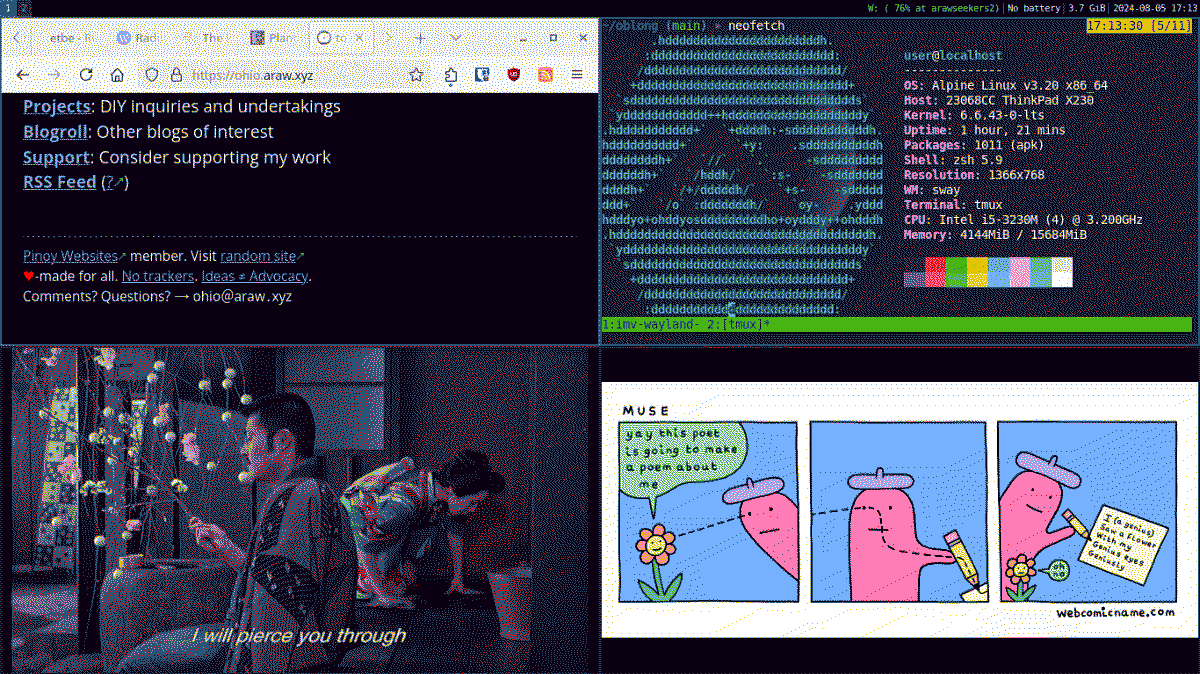 1 2
W: ( 76% at arawseekers2) No battery 3.7 GiB 2024-08-05 17:13
etbe - R
Radi
The
Plan
https://ohio.araw.xyz
Projects: DIY inquiries and undertakings
Blogroll: Other blogs of interest
Support: Consider supporting my work
RSS Feed (?↗)
Pinoy Websites↗ member. Visit random site↗
♥-made for all. No trackers. Ideas ≠ Advocacy.
Comments? Questions? → ohio@araw.xyz
~/oblong (main) » neofetch
17:13:30 [5/11]
user@localhost
--------------
OS: Alpine Linux v3.20 x86_64
Host: 23068CC ThinkPad X230
Kernel: 6.6.43-0-lts
Uptime: 1 hour, 21 mins
Packages: 1011 (apk)
Shell: zsh 5.9
Resolution: 1366x768
WM: sway
Terminal: tmux
CPU: Intel i5-3230M (4) @ 3.200GHz
Memory: 4144MiB / 15684MiB
1:imv-wayland- 2:[tmux]*
I will pierce you through
MUSE
yay this poet
is going to make
a poem about
me
I (a genius)
Saw a flower
With my
Genius eyes
Geniusly
oh
no
webcomicname.com